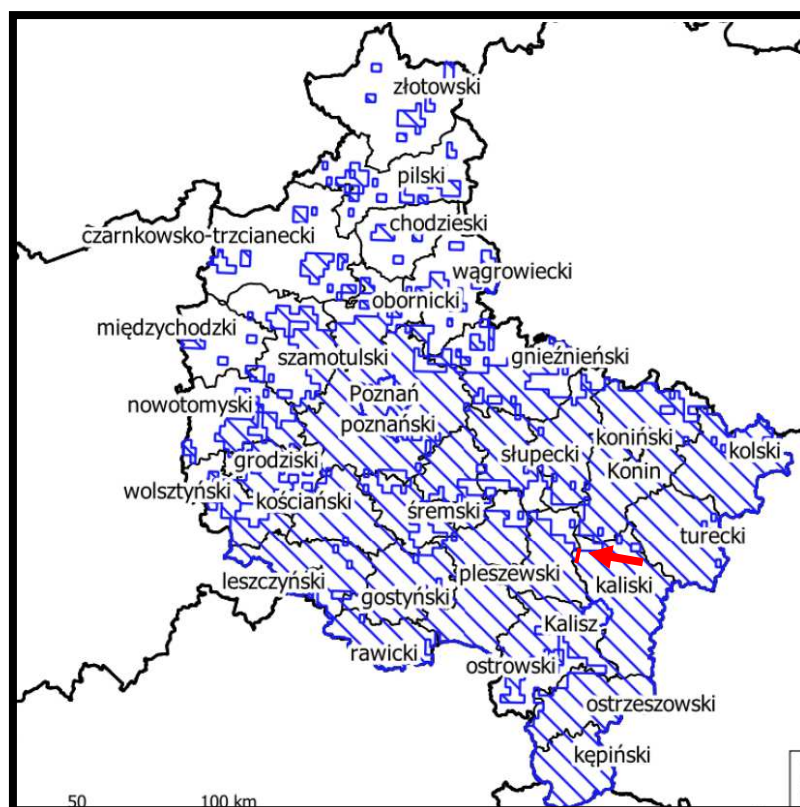 złotowski
pilski
chodzieski
czarnkowsko-trzcianecki
wągrowiecki
obornicki
międzychodzki
szamotulski
gnieźnieński
Poznań
nowotomyski
poznański
koniński
słupecki
kolski
grodziski
Konin
wolsztyński
kościański
śremski
turecki
pleszewski
leszczyński
kaliski
gostyński
Kalisz
rawicki
ostrowski
ostrzeszowski
kępiński
50 100 km